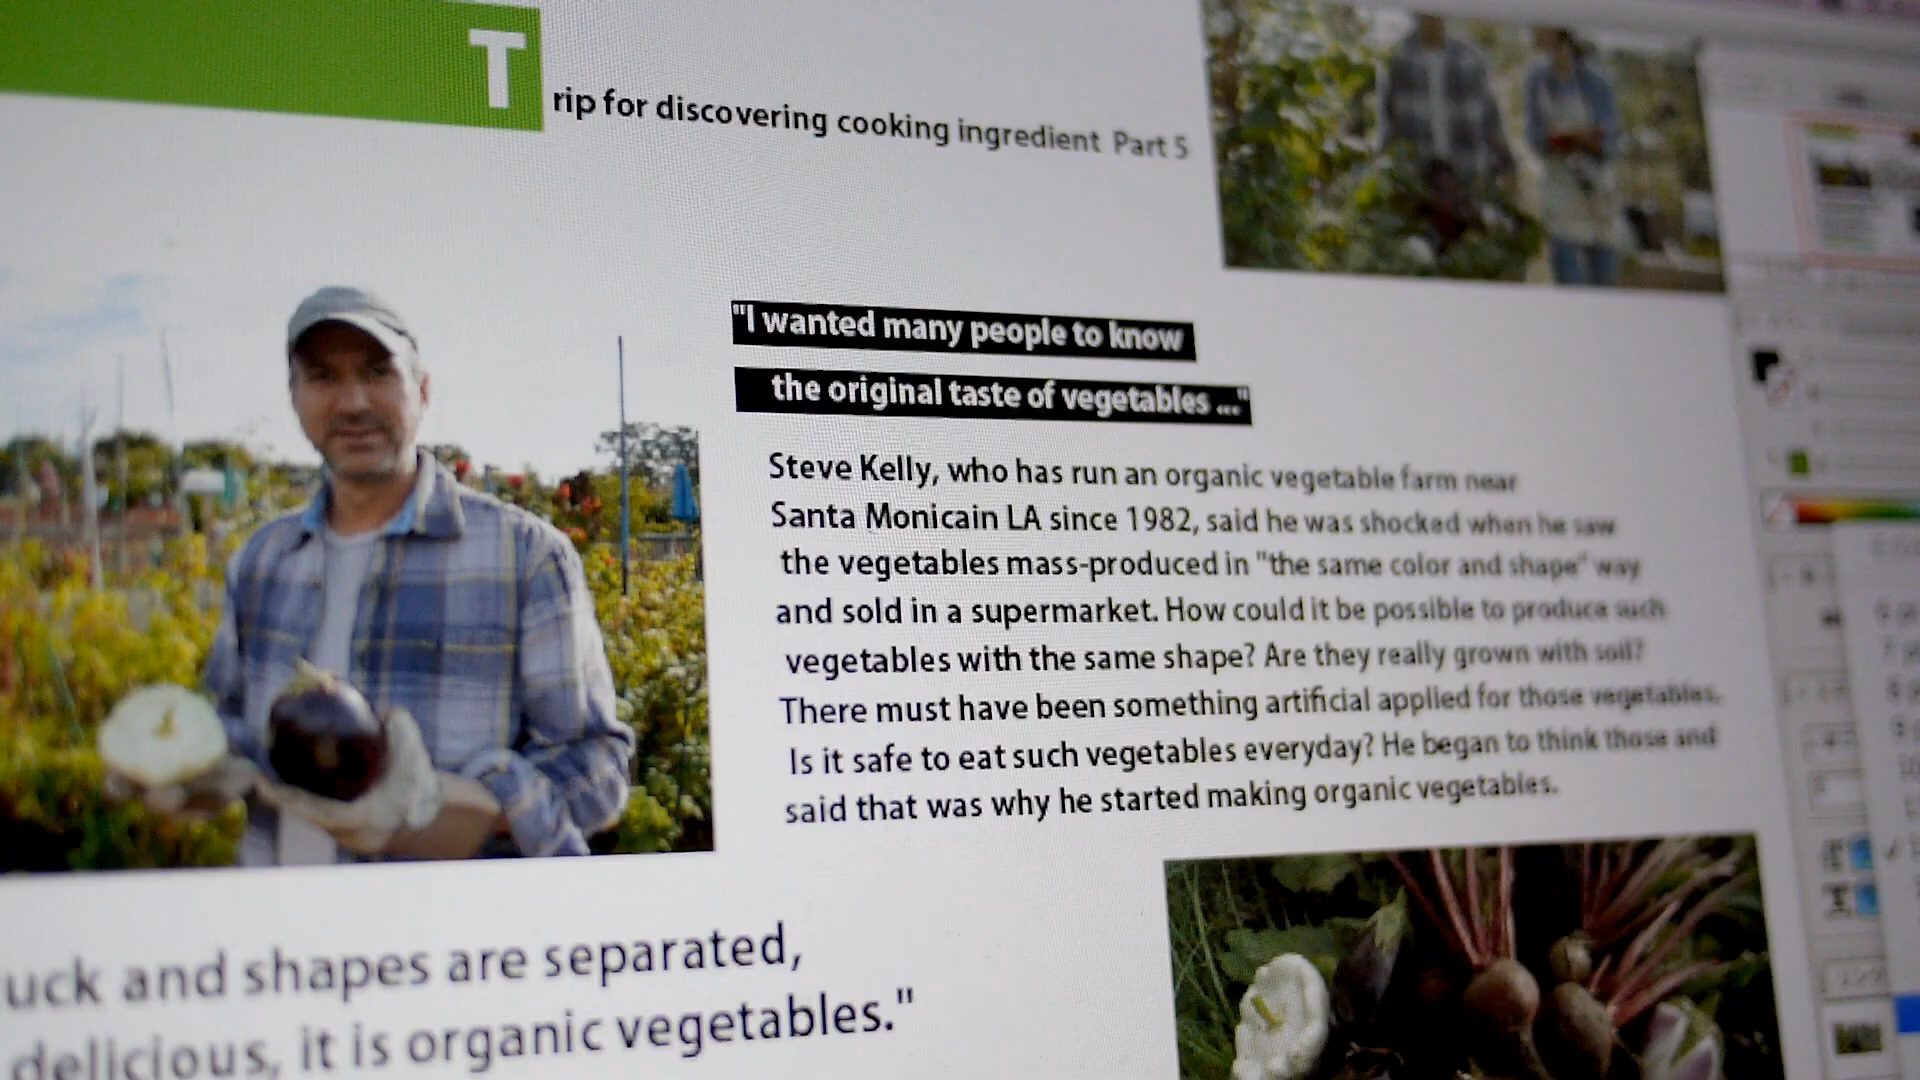 Trip for discovering cooking ingredient Part 5
"I wanted many people to know
the original taste of vegetables ..."
Steve Kelly, who has run an organic vegetable farm near
Santa Monicain LA since 1982, said he was shocked when he saw
the vegetables mass-produced in "the same color and shape" way
and sold in a supermarket. How could it be possible to produce such
vegetables with the same shape? Are they really grown with soil?
There must have been something artificial applied for those vegetables.
Is it safe to eat such vegetables everyday? He began to think those and
said that was why he started making organic vegetables.
uck and shapes are separated,
delicious, it is organic vegetables."